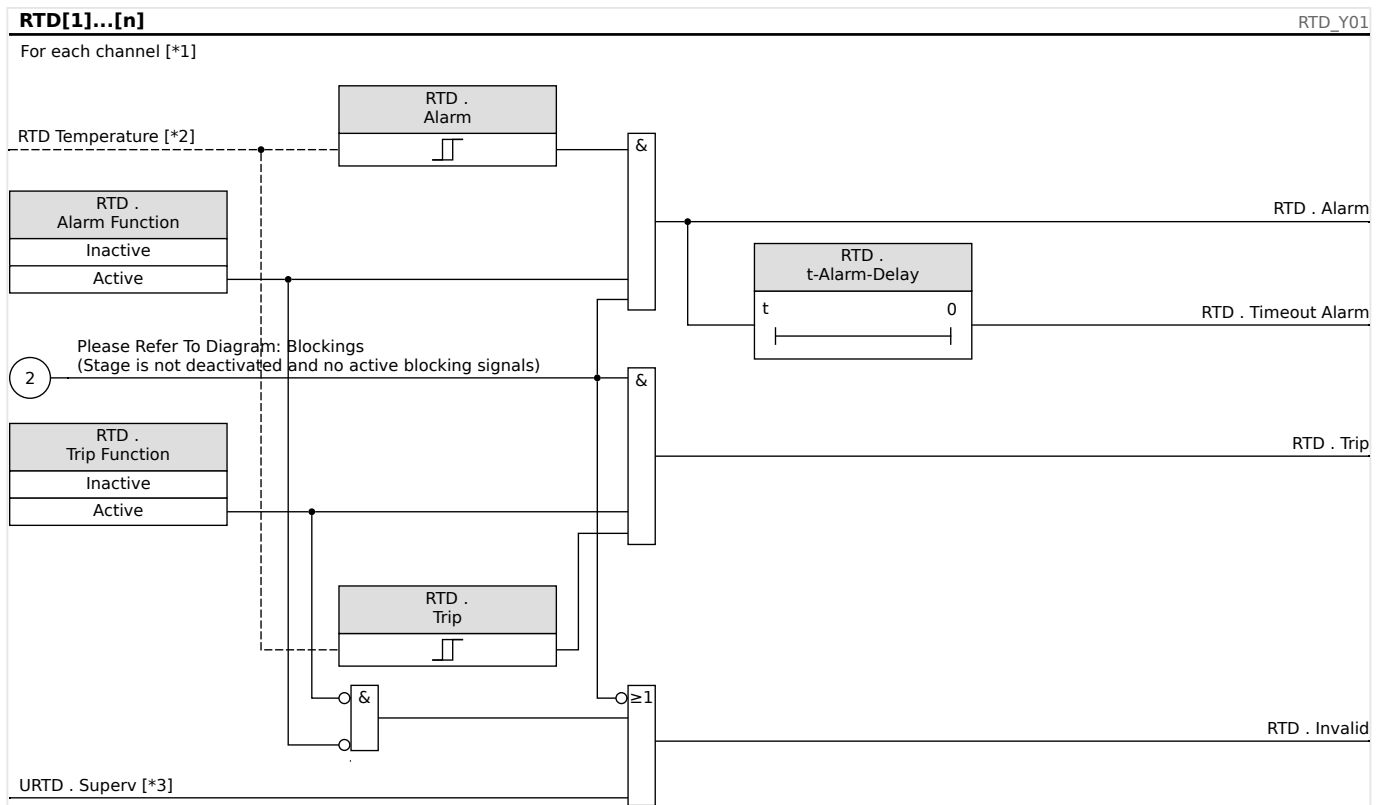 RTD[1]...[n]
RTD_Y01
For each channel [*1]
RTD .
Alarm
RTD Temperature [*2]
&
RTD .
Alarm Function
Inactive
Active
RTD . Alarm
RTD .
t-Alarm-Delay
t 0
RTD . Timeout Alarm
Please Refer To Diagram: Blockings
(Stage is not deactivated and no active blocking signals)
2
&
RTD .
Trip Function
Inactive
Active
RTD . Trip
RTD .
Trip
&
≥1
RTD . Invalid
URTD . Superv [*3]